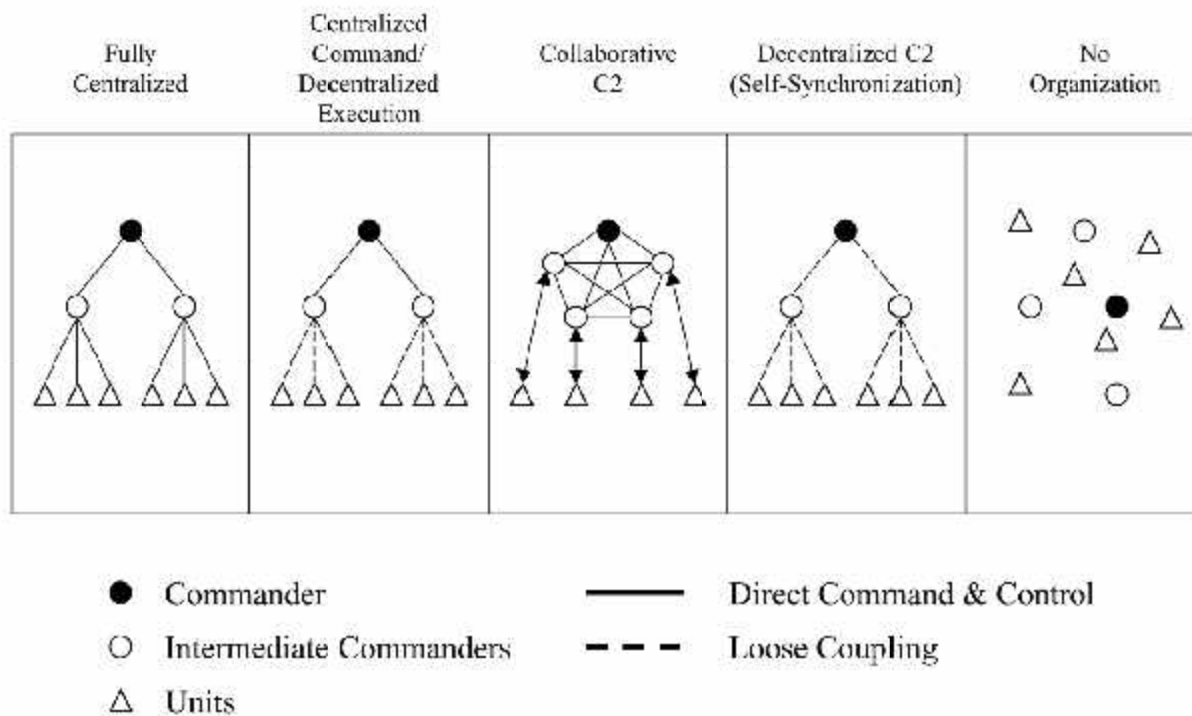 Fully
Centralized
Centralized
Command/
Decentralized
Execution
Collaborative
C2
Decentralized C2
(Self-Synchronization)
No
Organization
Commander
Intermediate Commanders
Units
Direct Command & Control
Loose Coupling